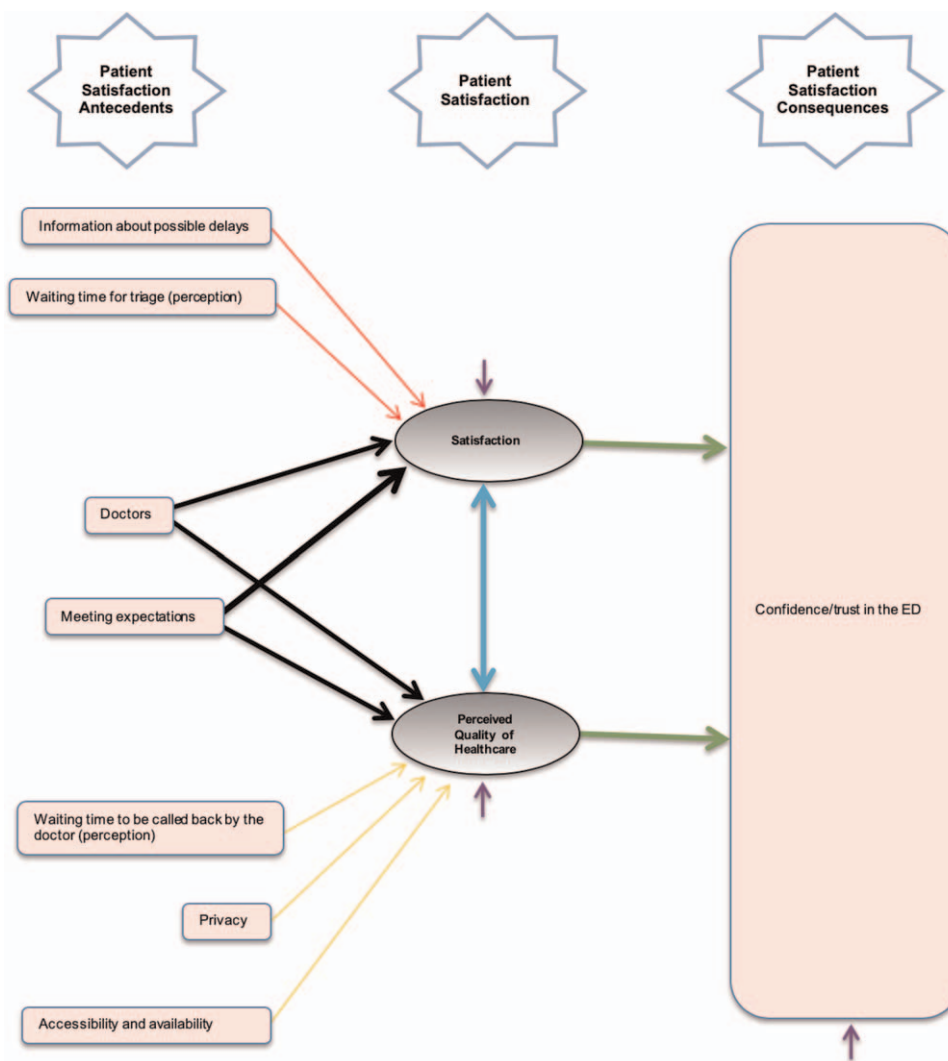 Patient
Satisfaction
Antecedents
Patient
Satisfaction
Patient
Satisfaction
Consequences
Information about possible delays
Waiting time for triage (perception)
Satisfaction
Doctors
Meeting expectations
Confidence/trust in the ED
Perceived
Quality of
Healthcare
Waiting time to be called back by the
doctor (perception)
Privacy
Accessibility and availability